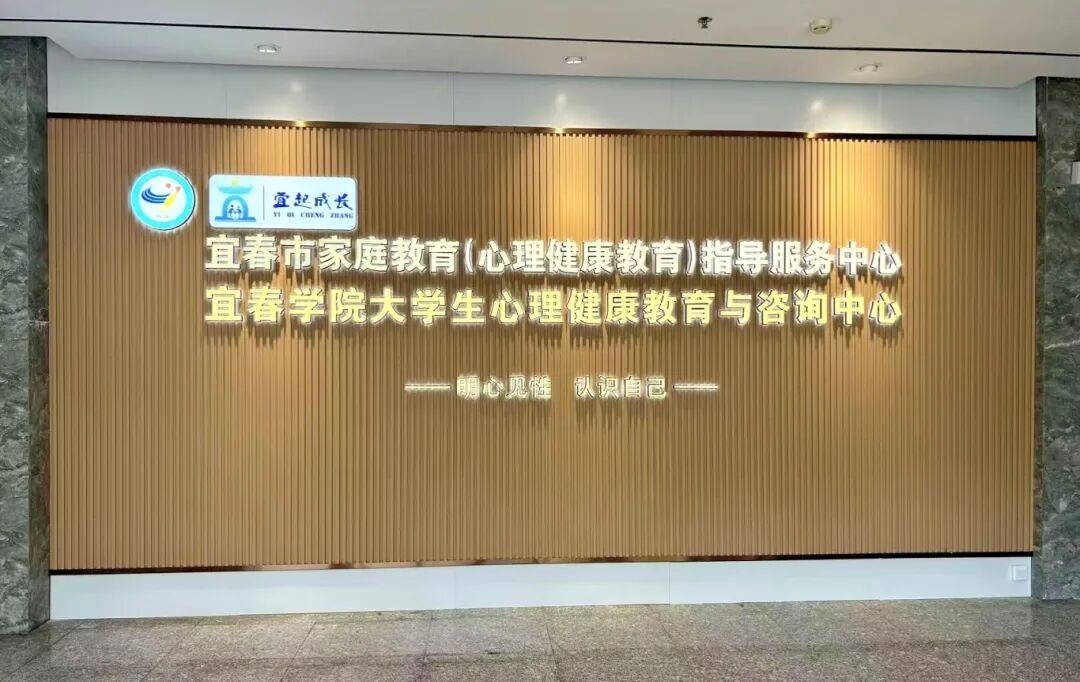 宜起成长
YI QI CHENG ZHANG
宜春市家庭教育(心理健康教育)指导服务中心
宜春学院大学生心理健康教育与咨询中心
明心见性 认识自己